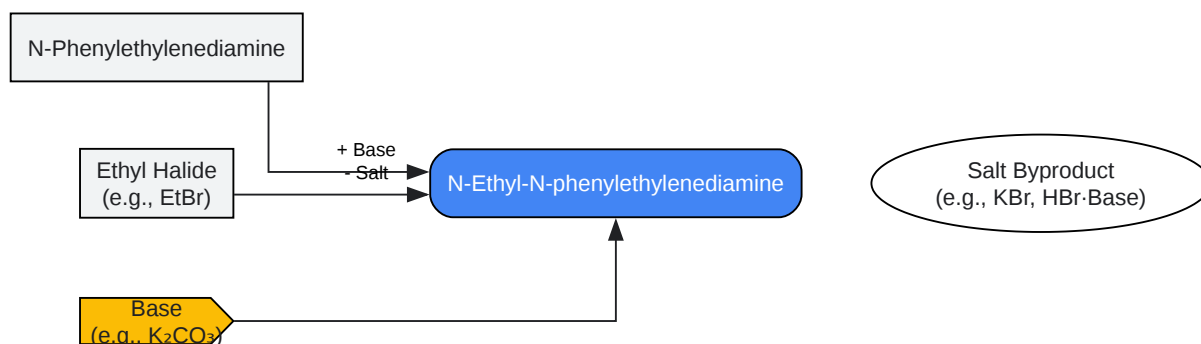 N-Phenylethylenediamine
+ Base
- Salt
Ethyl Halide
(e.g., EtBr)
N-Ethyl-N-phenylethylenediamine
Salt Byproduct
(e.g., KBr, HBr·Base)
Base
(e.g., K₂CO₃)